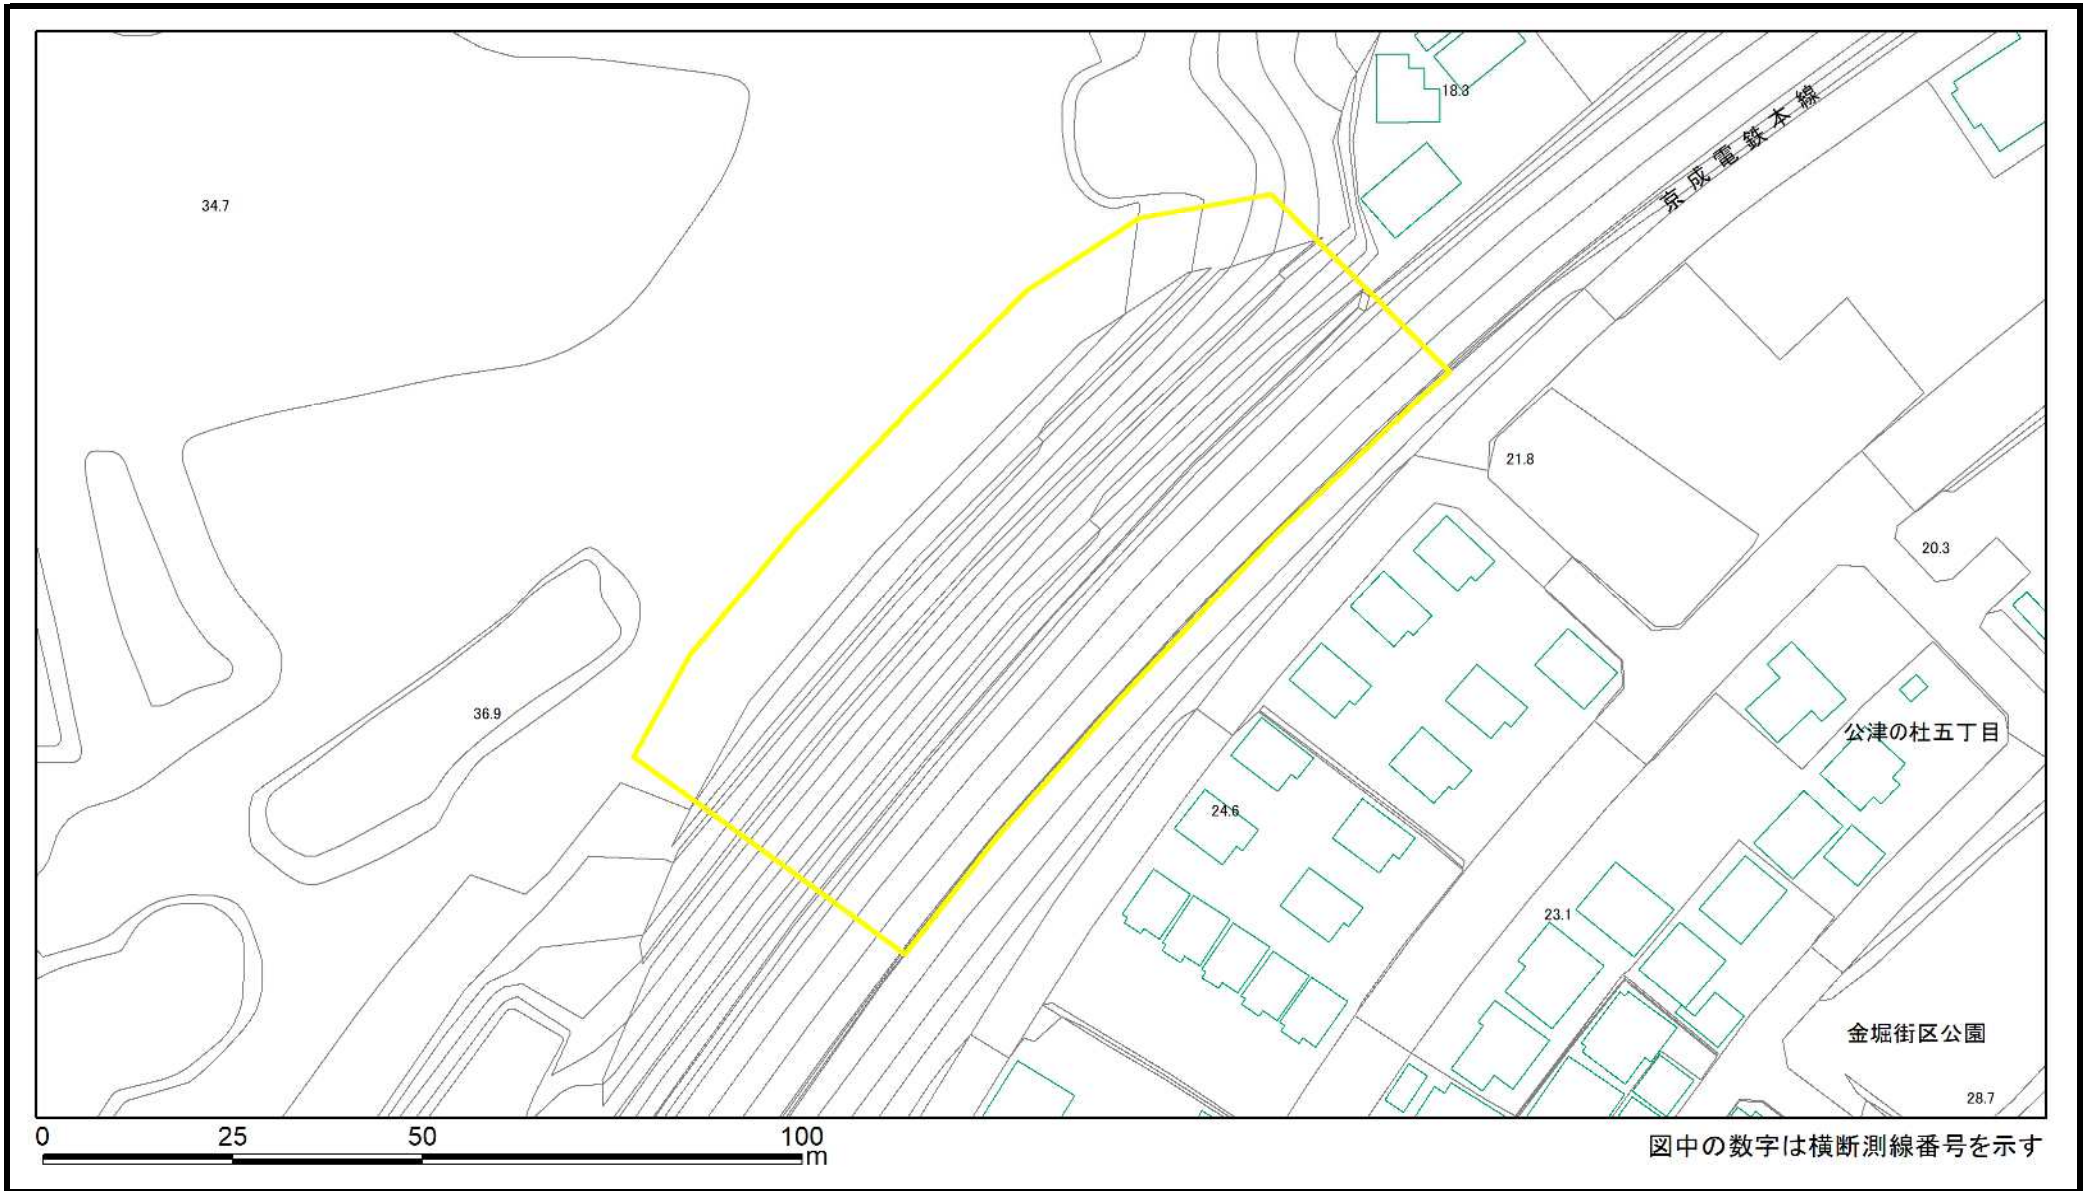 18.3
京成電鉄本線
34.7
21.8
20.3
36.9
公津の杜五丁目
24.6
23.1
金堀街区公園
28.7
0 25 50 100
m
図中の数字は横断測線番号を示す